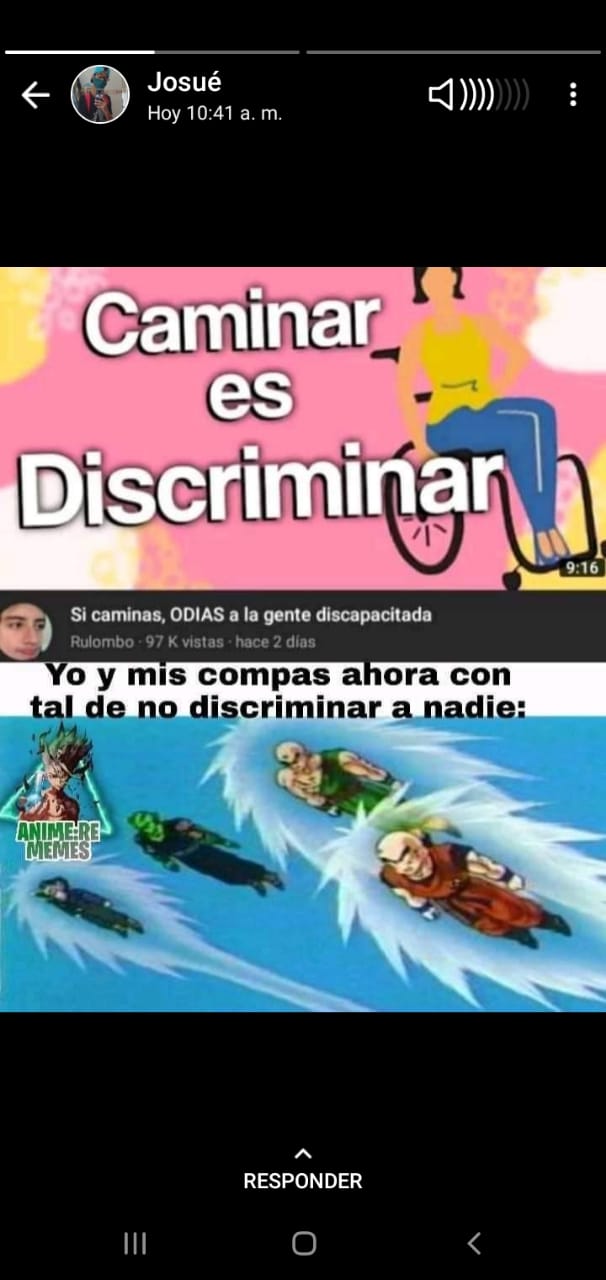 Josué
Hoy 10:41 a. m.
Caminar
es
Discriminar
9:16
Si caminas, ODIAS a la gente discapacitada
Rulombo · 97 K vistas · hace 2 días
Yo y mis compas ahora con
tal de no discriminar a nadie:
ANIME:RE
MEMES
RESPONDER